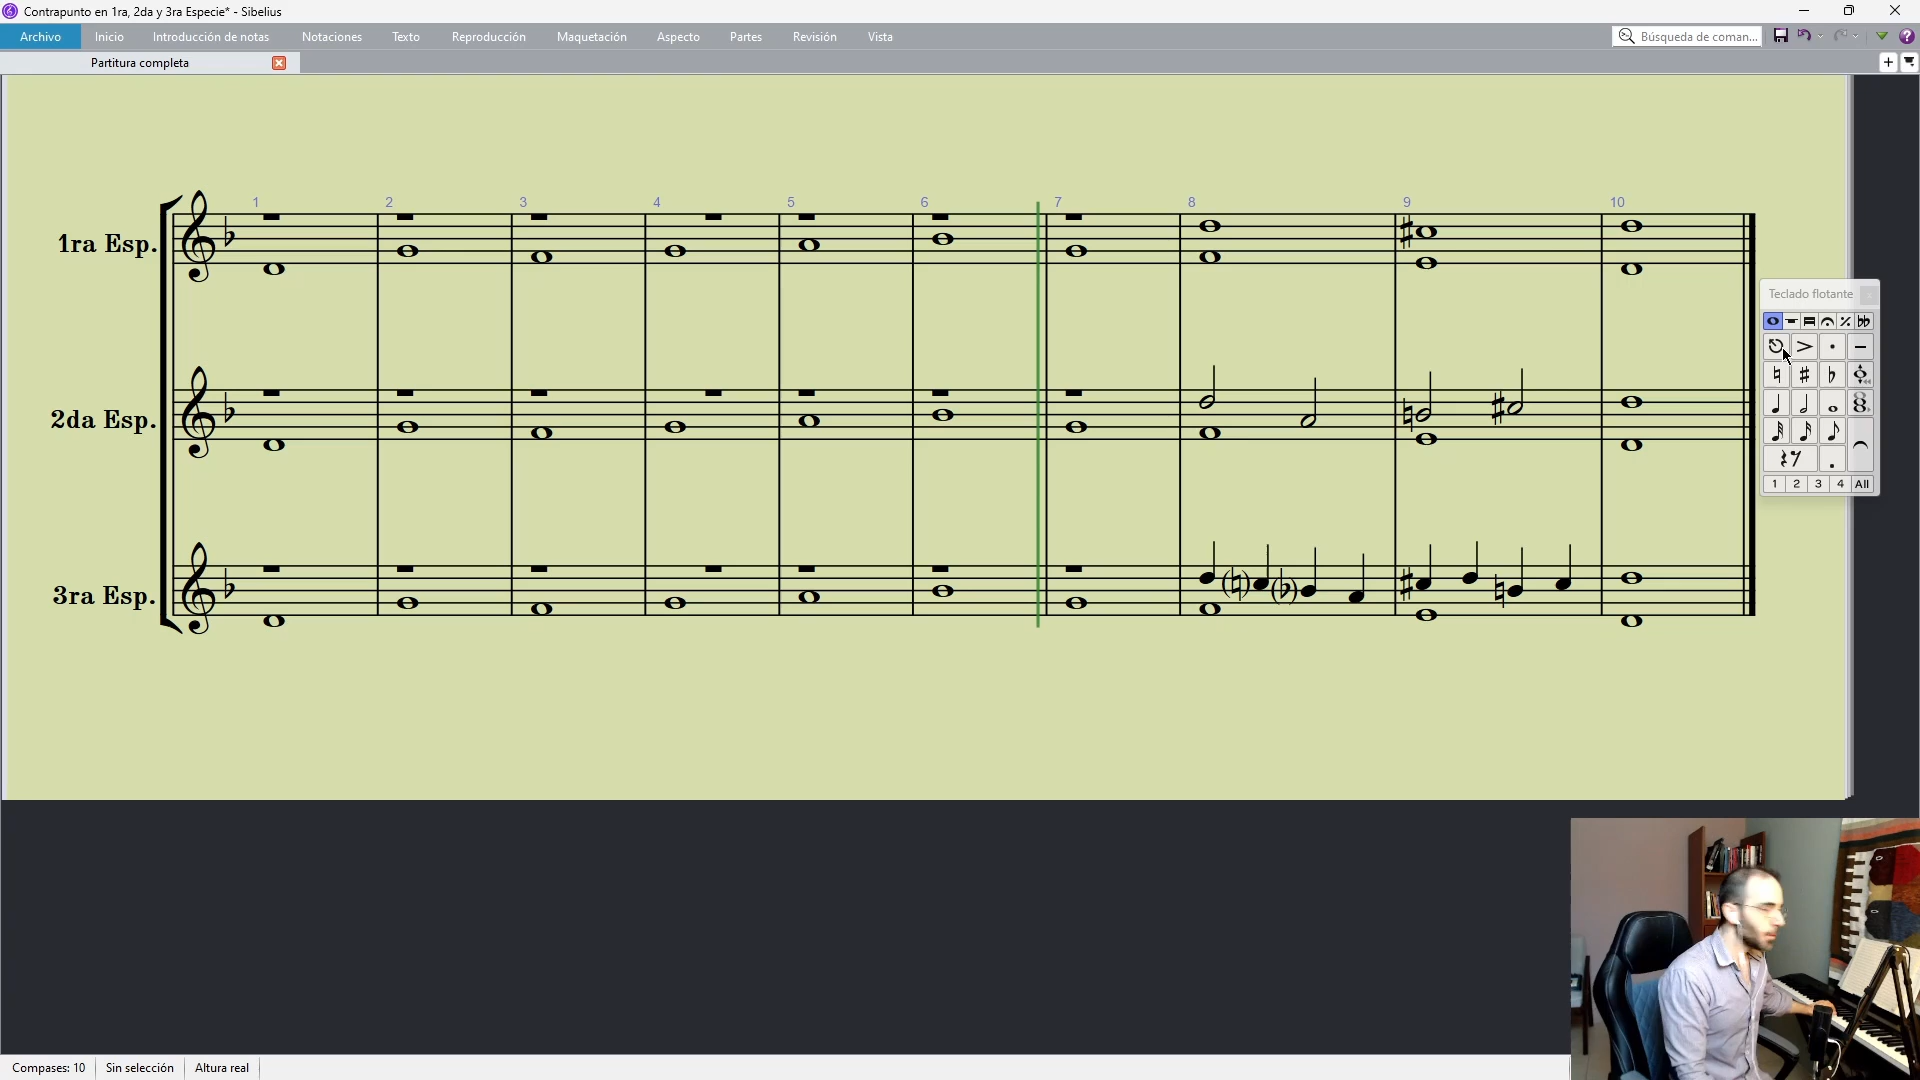 Contrapunto en 1ra, 2da y 3ra Especie* - Sibelius
Archivo Inicio Introducción de notas Notaciones Texto Reproducción Maquetación Aspecto Partes Revisión Vista Búsqueda de coman...
Partitura completa
1 2 3 4 5 6 7 8 9 10
1ra Esp.
2da Esp.
3ra Esp.
Teclado flotante
1 2 3 4 All
Compases: 10 Sin selección Altura real